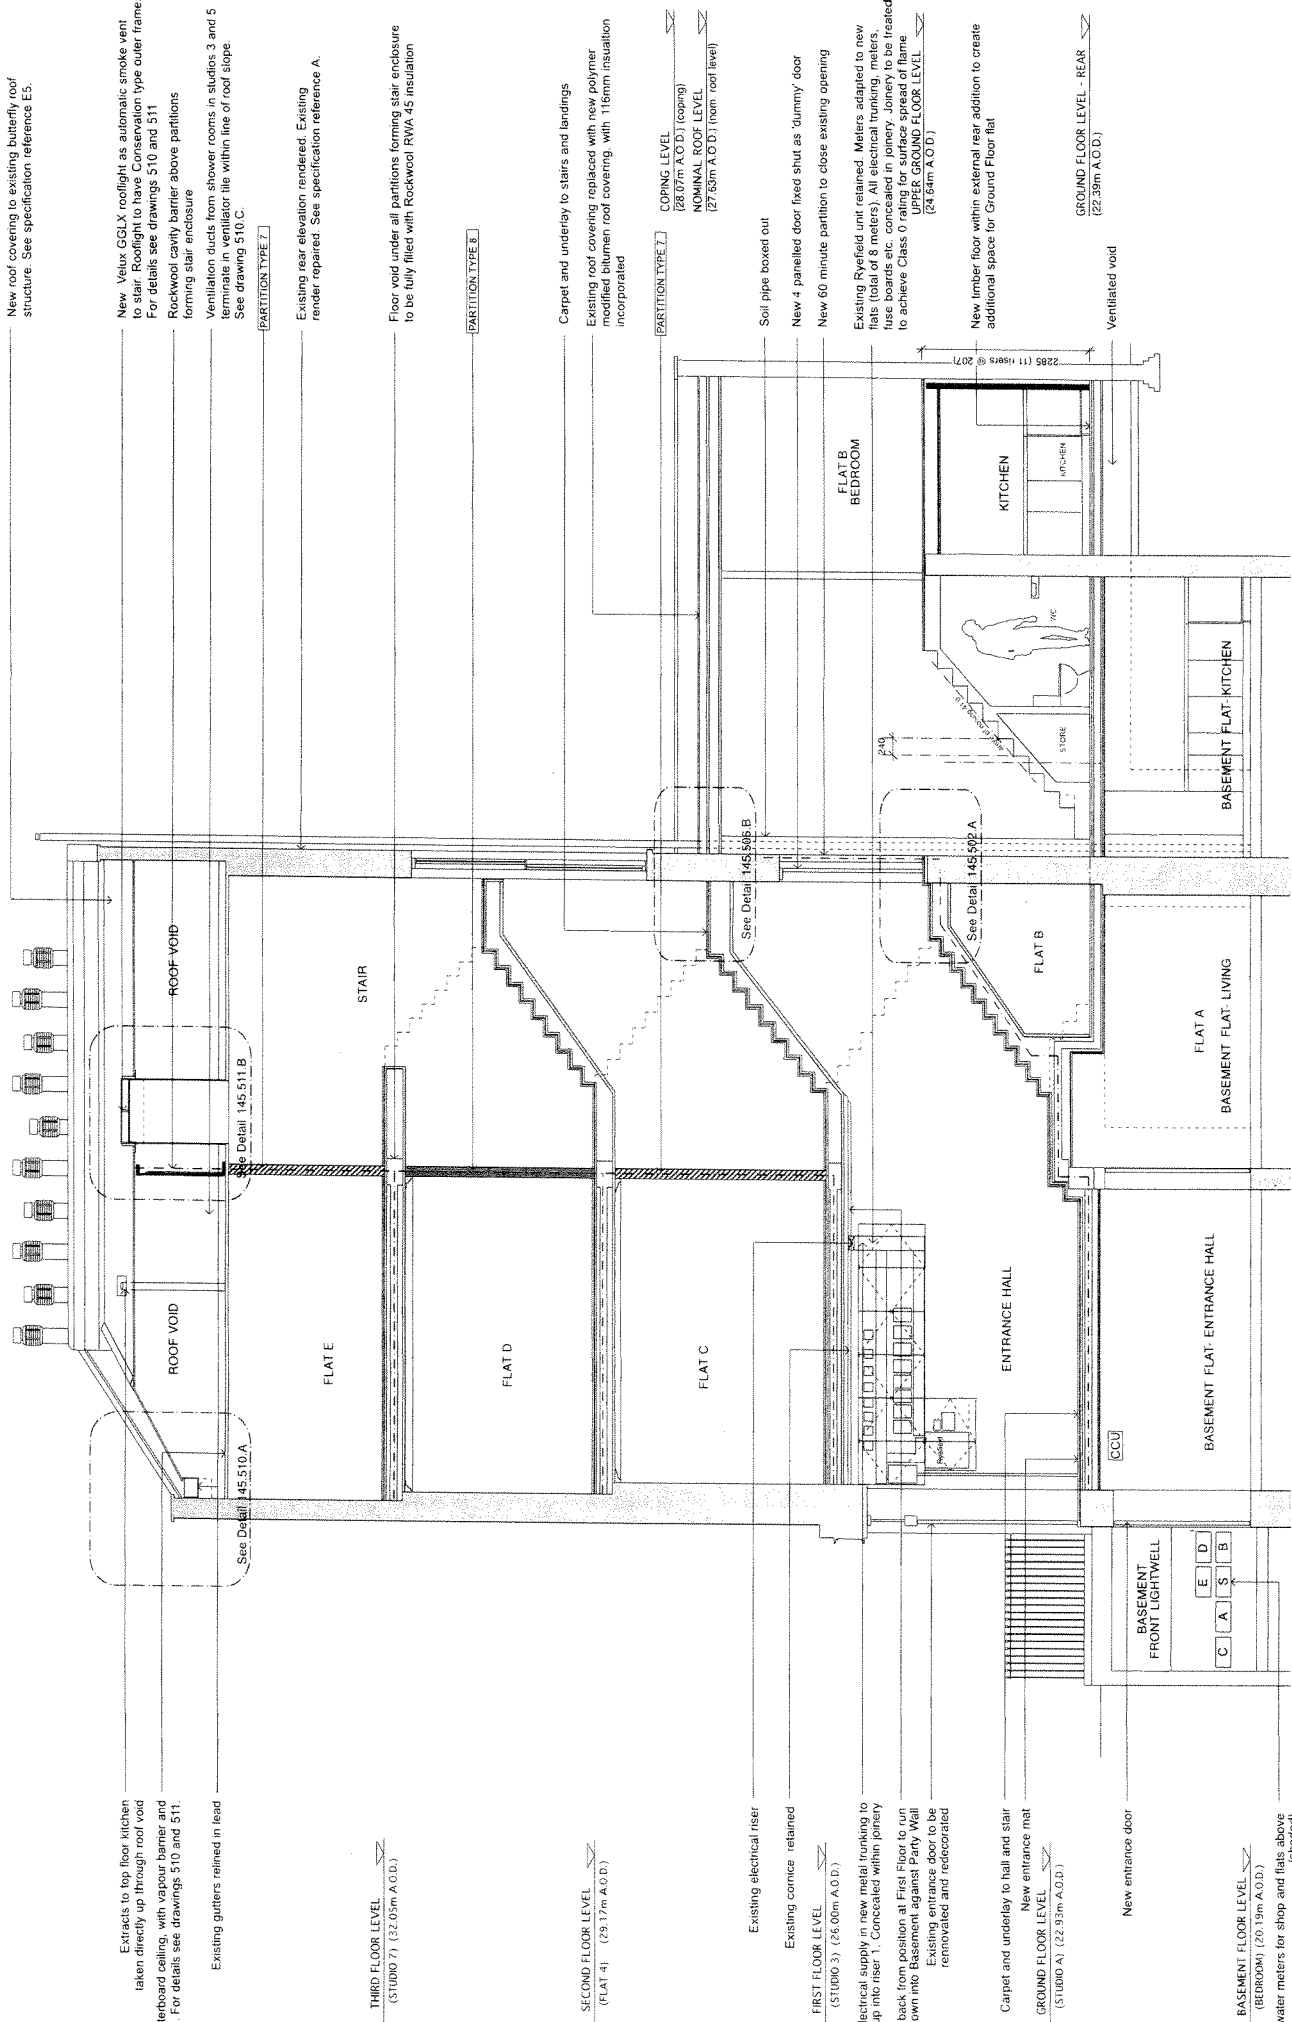 New roof covering to existing butterfly roof
structure. See specification reference E5.
New Velux GGLX rooflight as automatic smoke vent
to stair. Rooflight to have Conservation type outer frame.
For details see drawings 510 and 511
Rockwool cavity barrier above partitions
forming stair enclosure
Ventilation ducts from shower rooms in studios 3 and 5
terminate in ventilator tile within line of roof slope.
See drawing 510.C.
PARTITION TYPE 7
Existing rear elevation rendered. Existing
render repaired. See specification reference A.
Floor void under all partitions forming stair enclosure
to be fully filled with Rockwool RWA 45 insulation
PARTITION TYPE 8
Carpet and underlay to stairs and landings
Existing roof covering replaced with new polymer
modified bitumen roof covering, with 116mm insualtion
incorporated
PARTITION TYPE 7
COPING LEVEL
(28.07m A.O.D.) (coping)
NOMINAL ROOF LEVEL
(27.63m A.O.D.) (nom. roof level)
Soil pipe boxed out
New 4 panelled door fixed shut as 'dummy' door
New 60 minute partition to close existing opening
Existing Ryefield unit retained. Meters adapted to new
flats (total of 8 meters). All electrical trunking, meters,
fuse boards etc. concealed in joinery. Joinery to be treated
to achieve Class 0 rating for surface spread of flame
UPPER GROUND FLOOR LEVEL
(24.64m A.O.D.)
New timber floor within external rear addition to create
additional space for Ground Floor flat
GROUND FLOOR LEVEL - REAR
(22.39m A.O.D.)
Ventilated void
2285 (11 risers @ 207)
FLAT B
BEDROOM
KITCHEN
KITCHEN
WC
240
STORE
BASEMENT FLAT- KITCHEN
ROOF VOID
STAIR
See Detail 145.511.B
See Detail 145.506.B
See Detail 145.502.A
FLAT B
FLAT A
BASEMENT FLAT- LIVING
ROOF VOID
FLAT E
FLAT D
FLAT C
ENTRANCE HALL
Ryefield
CCU
BASEMENT FLAT- ENTRANCE HALL
See Detail 145.510.A
BASEMENT
FRONT LIGHTWELL
E D
C A S B
Extracts to top floor kitchen
taken directly up through roof void
terboard ceiling, with vapour barrier and
. For details see drawings 510 and 511.
Existing gutters relined in lead
THIRD FLOOR LEVEL
(STUDIO 7) (32.05m A.O.D.)
SECOND FLOOR LEVEL
(FLAT 4) (29.17m A.O.D.)
Existing electrical riser
Existing cornice retained
FIRST FLOOR LEVEL
(STUDIO 3) (26.00m A.O.D.)
lectrical supply in new metal trunking to
up into riser 1. Concealed within joinery
back from position at First Floor to run
own into Basement against Party Wall
Existing entrance door to be
rennovated and redecorated
Carpet and underlay to hall and stair
New entrance mat
GROUND FLOOR LEVEL
(STUDIO A) (22.93m A.O.D.)
New entrance door
BASEMENT FLOOR LEVEL
(BEDROOM) (20.19m A.O.D.)
water meters for shop and flats above